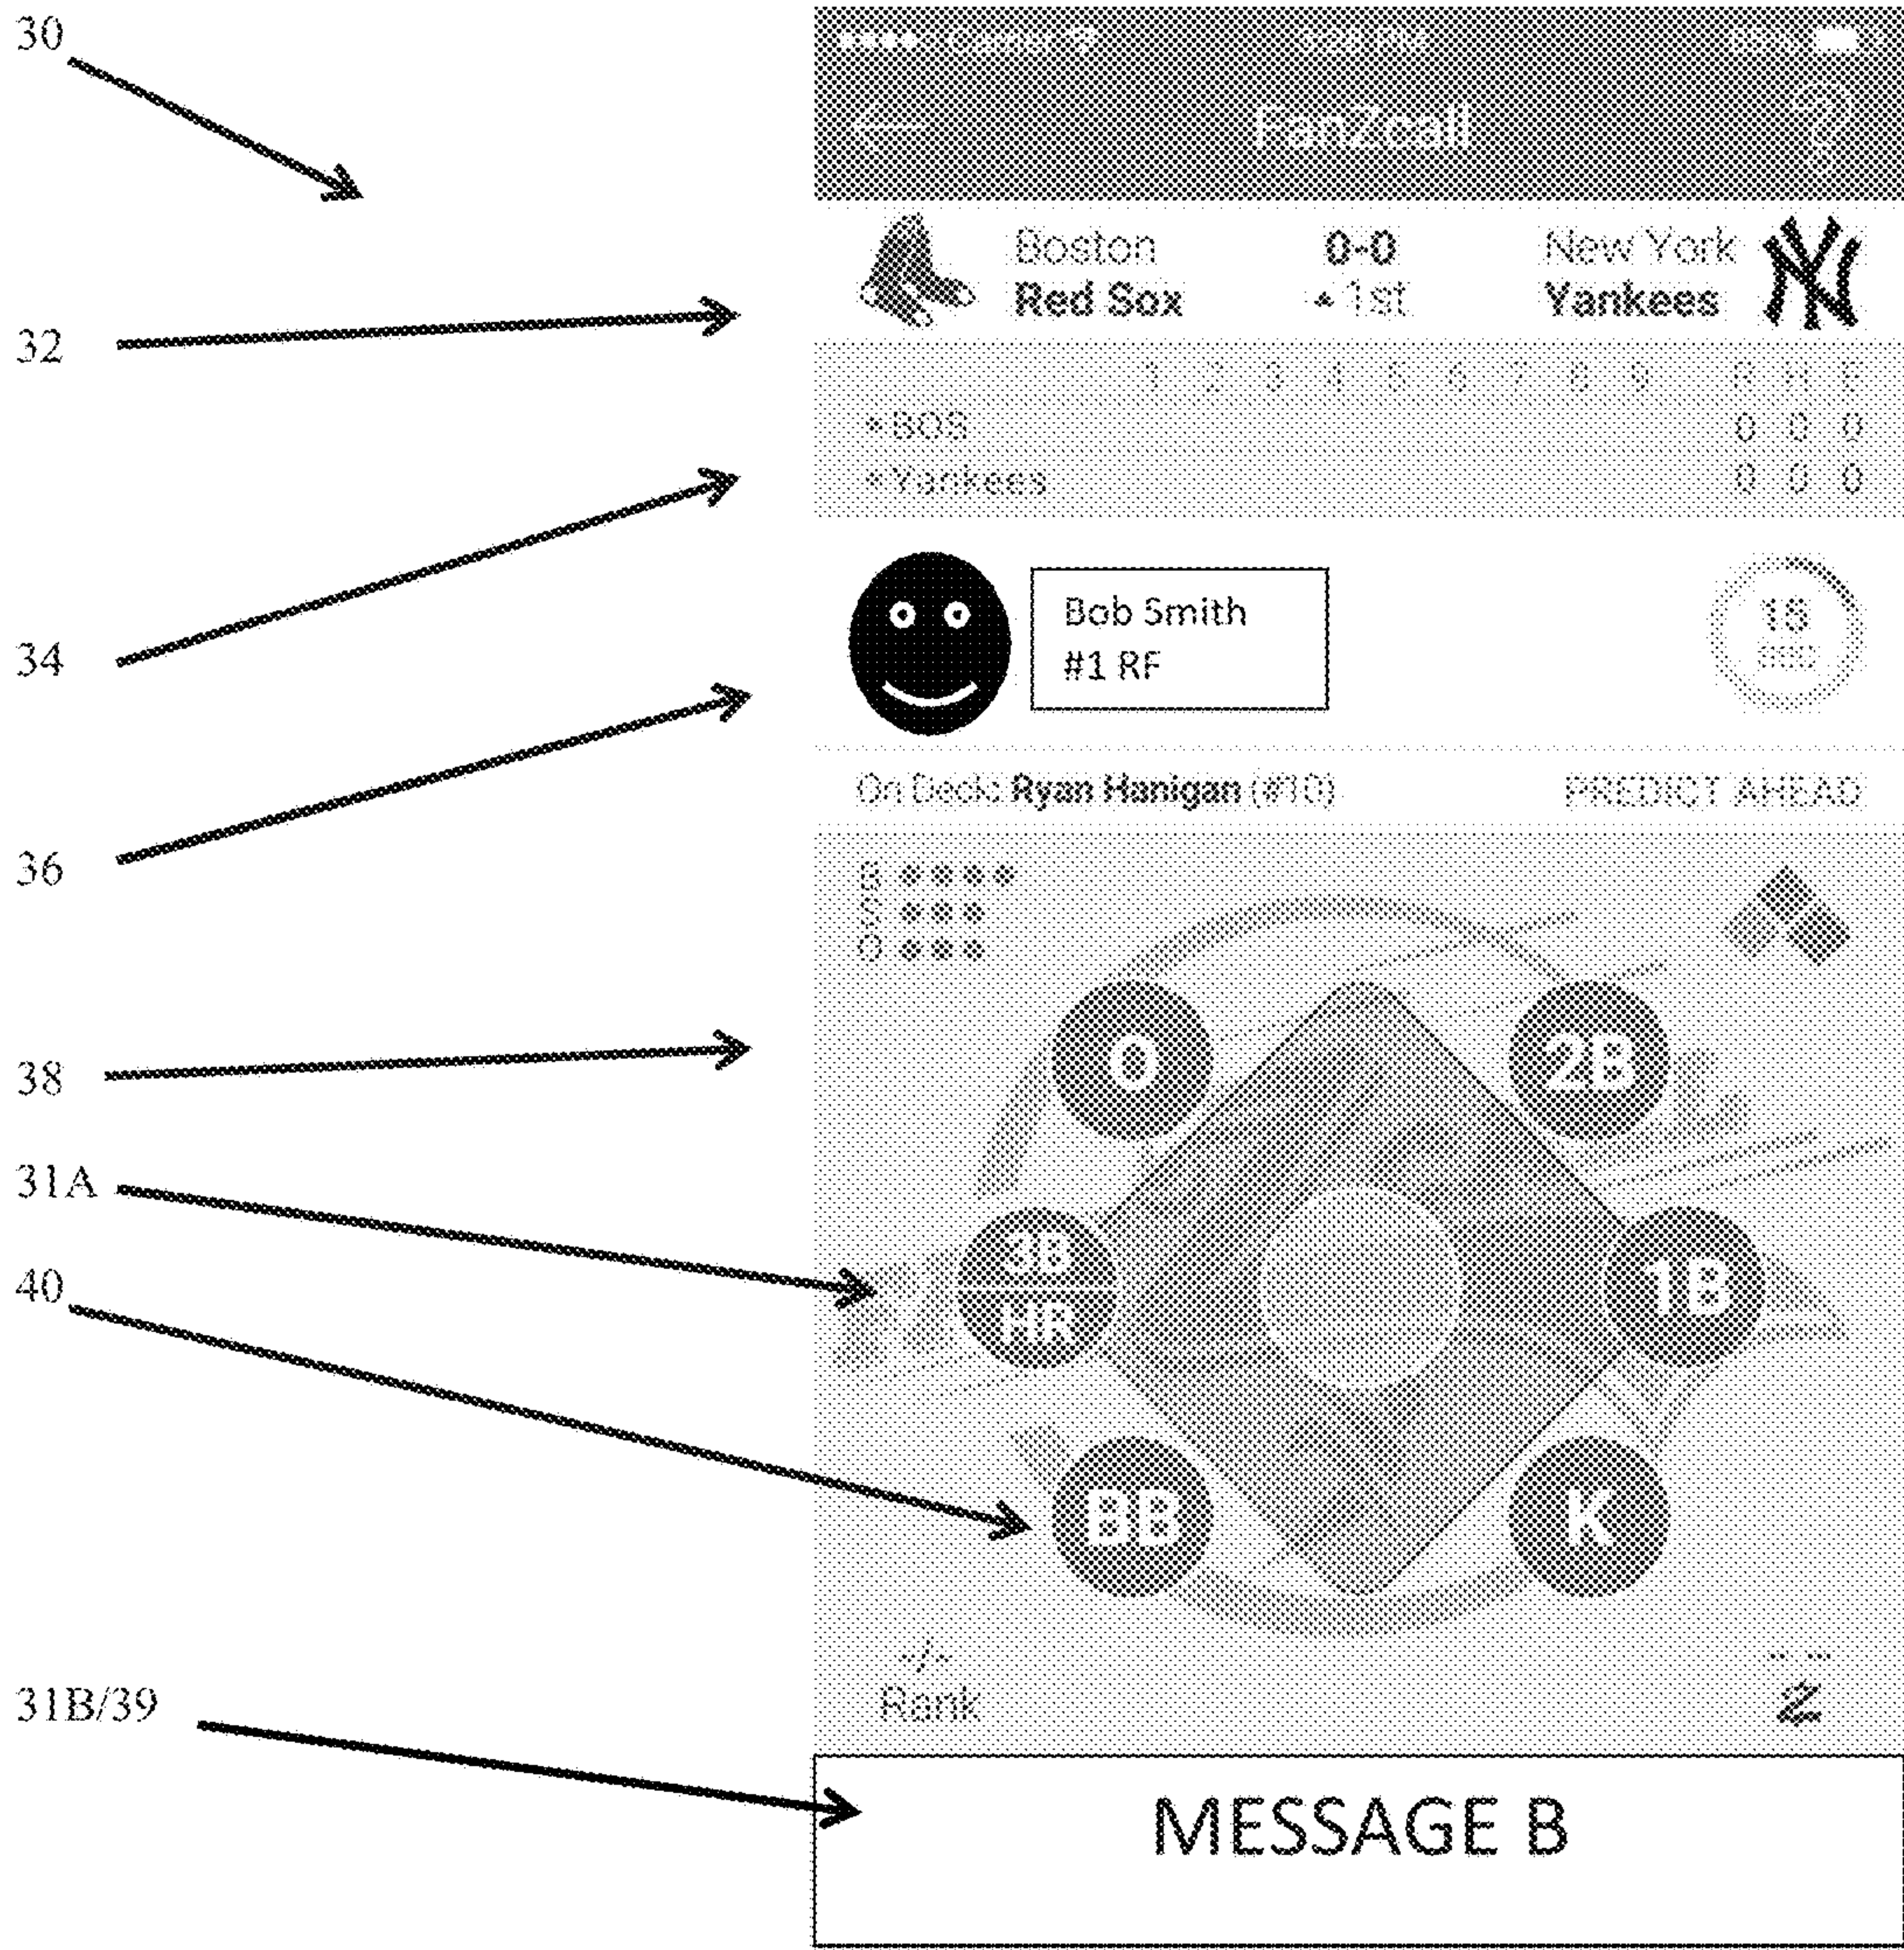 30
32
34
36
38
31A
40
31B/39
FanZcall
Boston 0-0 New York
Red Sox ▲1st Yankees
1 2 3 4 5 6 7 8 9 R H E
BOS 0 0 0
Yankees 0 0 0
Bob Smith
#1 RF
18
On Deck: Ryan Hanigan (#10) PREDICT AHEAD
B
S
O
O 2B
3B
HR
1B
BB K
-/-
Rank
MESSAGE B